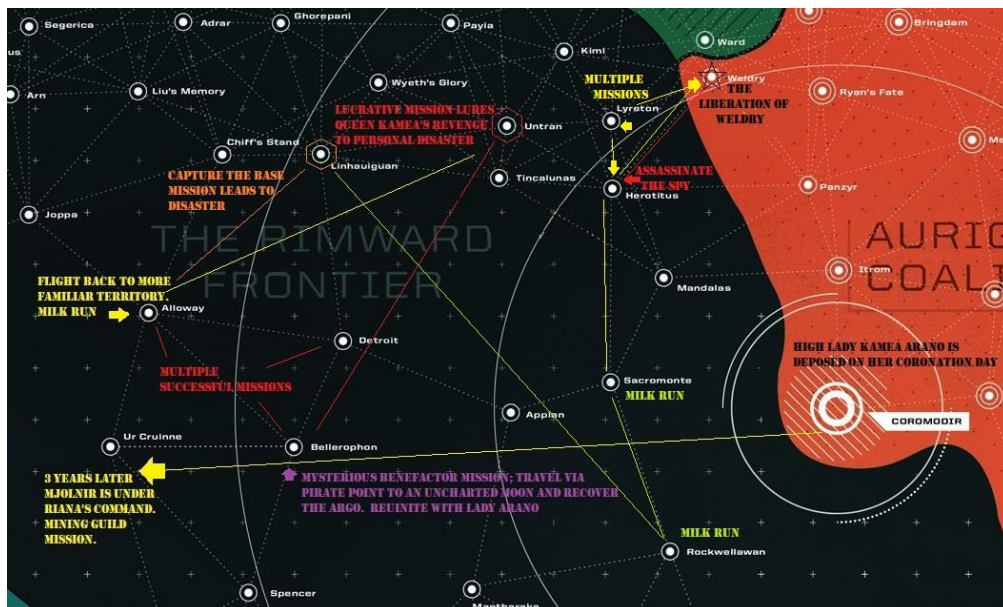 Segerica
Adrar
Ghorepani
Payia
Bringdam
us
Kimi
Ward
Arn
Liu's Memory
Wyeth's Glory
MULTIPLE
MISSIONS
Weldry
THE
LIBERATION OF
WELDRY
Ryan's Fate
LUCRATIVE MISSION LURES
QUEEN KAMEA'S REVENGE
TO PERSONAL DISASTER
Untran
Lyreton
Me
Chiff's Stand
Linhauiguan
CAPTURE THE BASE
MISSION LEADS TO
DISASTER
Tincalunas
ASSASSINATE
THE SPY
Herotitus
Panzyr
Joppa
THE RIMWARD
FRONTIER
AURIG
COALI
Itrom
Mandalas
FLIGHT BACK TO MORE
FAMILIAR TERRITORY.
MILK RUN
Alloway
Detroit
HIGH LADY KAMEA ARANO IS
DEPOSED ON HER CORONATION DAY
MULTIPLE
SUCCESSFUL MISSIONS
Sacromonte
MILK RUN
Appian
COROMODIR
Ur Cruinne
Bellerophon
3 YEARS LATER
MJOLNIR IS UNDER
RIANA'S COMMAND.
MINING GUILD
MISSION.
MYSTERIOUS BENEFACTOR MISSION; TRAVEL VIA
PIRATE POINT TO AN UNCHARTED MOON AND RECOVER
THE ARGO. REUINITE WITH LADY ARANO
MILK RUN
Rockwellawan
Spencer